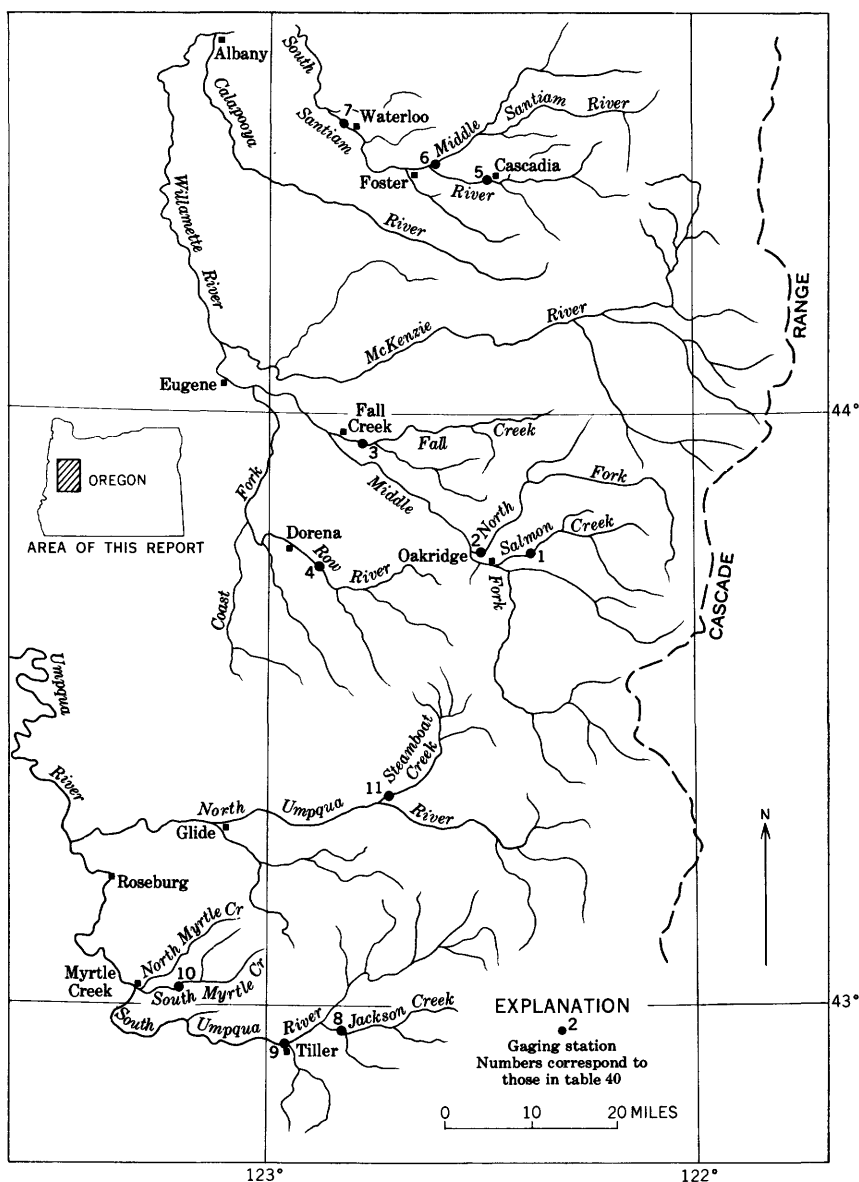 Albany
South
Calapooya
7
Waterloo
Santiam
Middle
Santiam River
6
5
Cascadia
Foster
River
Willamette
River
River
RANGE
McKenzie
River
Eugene
44°
Fall
Creek
3
Fall
Creek
OREGON
AREA OF THIS REPORT
Fork
Middle
North
Fork
Dorena
Row
4
River
Oakridge
2
Salmon
Creek
1
Fork
Coast
CASCADE
Umpqua
River
Steamboat
Creek
11
North
Umpqua
River
Glide
N
Roseburg
North Myrtle Cr
Myrtle
Creek
10
South Myrtle Cr
43°
South
Umpqua
River
8
Jackson Creek
9
Tiller
EXPLANATION
2
Gaging station
Numbers correspond to
those in table 40
0 10 20 MILES
123°
122°